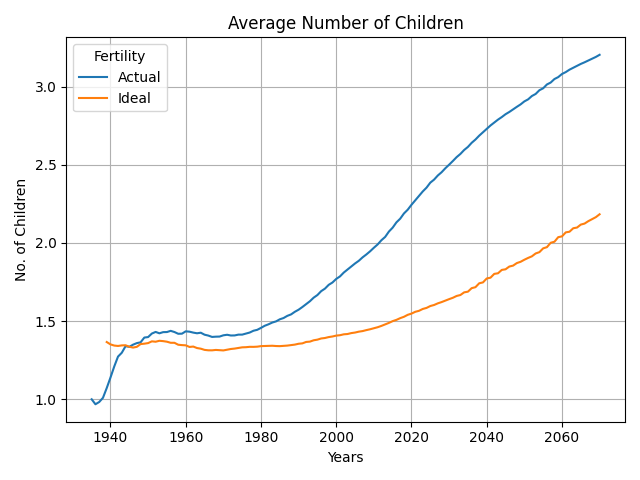 Average Number of Children
Fertility
Actual
Ideal
No. of Children
3.0
2.5
2.0
1.5
1.0
1940 1960 1980 2000 2020 2040 2060
Years